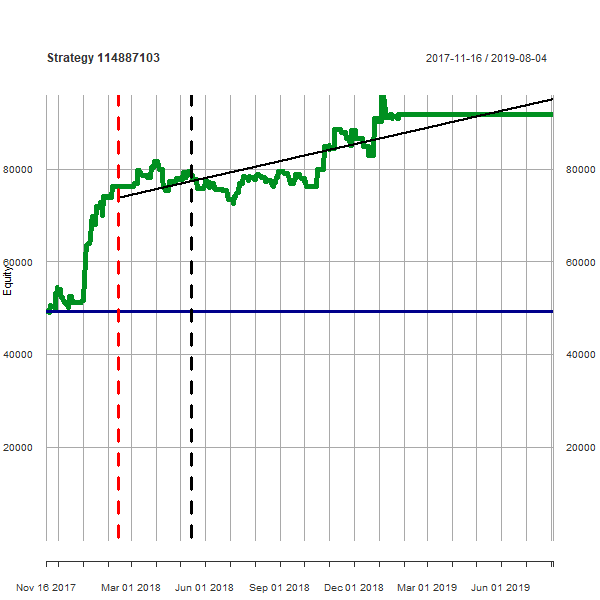 Strategy 114887103 2017-11-16 / 2019-08-04
80000 80000
60000 60000
Equity
40000 40000
20000 20000
Nov 16 2017 Mar 01 2018 Jun 01 2018 Sep 01 2018 Dec 01 2018 Mar 01 2019 Jun 01 2019